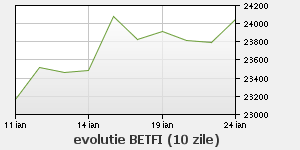 24200
24000
23800
23600
23400
23200
23000
11 ian
14 ian
19 ian
24 ian
evolutie BETFI (10 zile)